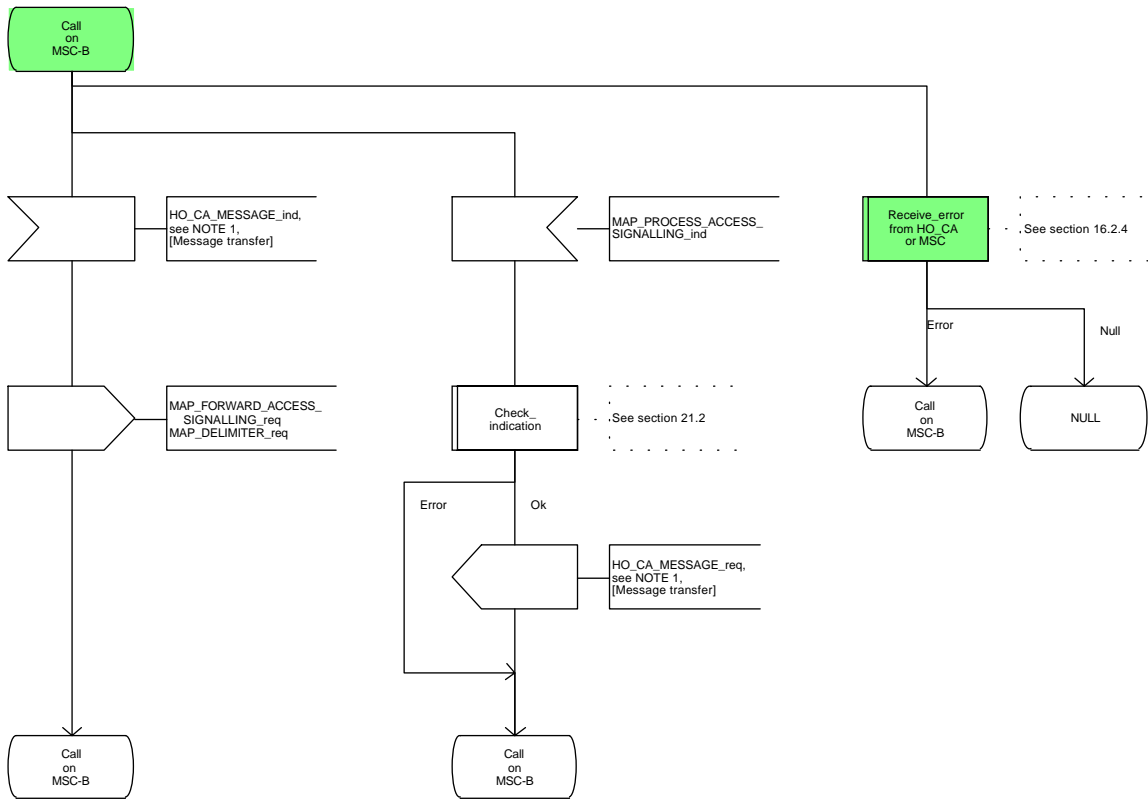 Call
on
MSC-B
HO_CA_MESSAGE_ind,
see NOTE 1,
[Message transfer]
MAP_PROCESS_ACCESS_
SIGNALLING_ind
Receive_error
from HO_CA
or MSC
See section 16.2.4
Error
Null
MAP_FORWARD_ACCESS_
SIGNALLING_req
MAP_DELIMITER_req
Check_
indication
See section 21.2
Call
on
MSC-B
NULL
Error
Ok
HO_CA_MESSAGE_req,
see NOTE 1,
[Message transfer]
Call
on
MSC-B
Call
on
MSC-B